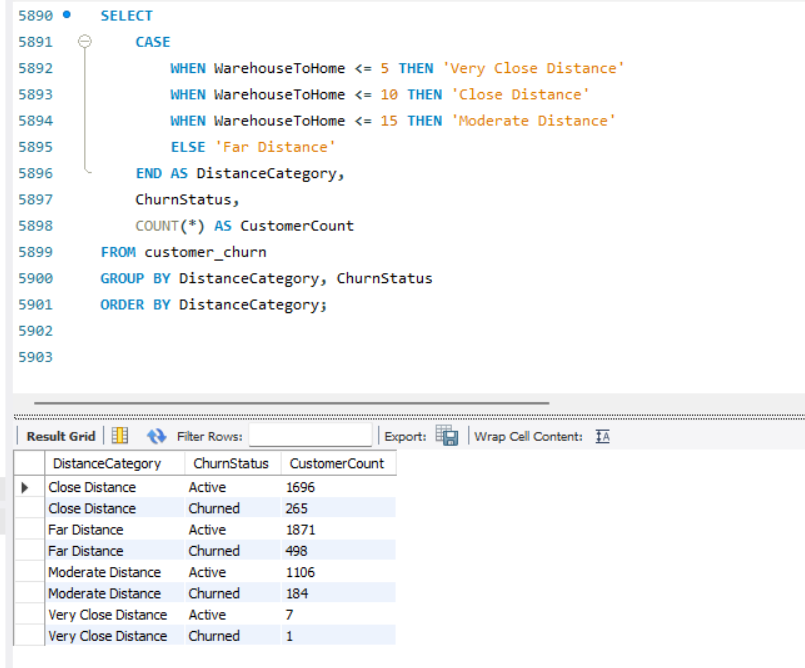 5890 SELECT
5891 CASE
5892 WHEN WarehouseToHome <= 5 THEN 'Very Close Distance'
5893 WHEN WarehouseToHome <= 10 THEN 'Close Distance'
5894 WHEN WarehouseToHome <= 15 THEN 'Moderate Distance'
5895 ELSE 'Far Distance'
5896 END AS DistanceCategory,
5897 ChurnStatus,
5898 COUNT(*) AS CustomerCount
5899 FROM customer_churn
5900 GROUP BY DistanceCategory, ChurnStatus
5901 ORDER BY DistanceCategory;
5902
5903
Result Grid Filter Rows: Export: Wrap Cell Content: IA
DistanceCategory ChurnStatus CustomerCount
Close Distance Active 1696
Close Distance Churned 265
Far Distance Active 1871
Far Distance Churned 498
Moderate Distance Active 1106
Moderate Distance Churned 184
Very Close Distance Active 7
Very Close Distance Churned 1